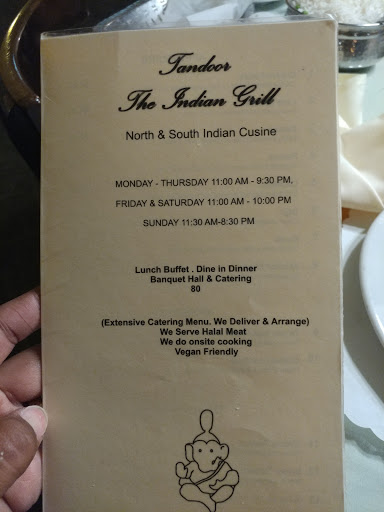 Tandoor
The Indian Grill
North & South Indian Cusine
MONDAY - THURSDAY 11:00 AM - 9:30 PM,
FRIDAY & SATURDAY 11:00 AM - 10:00 PM
SUNDAY 11:30 AM-8:30 PM
Lunch Buffet . Dine in Dinner
Banquet Hall & Catering
80
(Extensive Catering Menu. We Deliver & Arrange)
We Serve Halal Meat
We do onsite cooking
Vegan Friendly